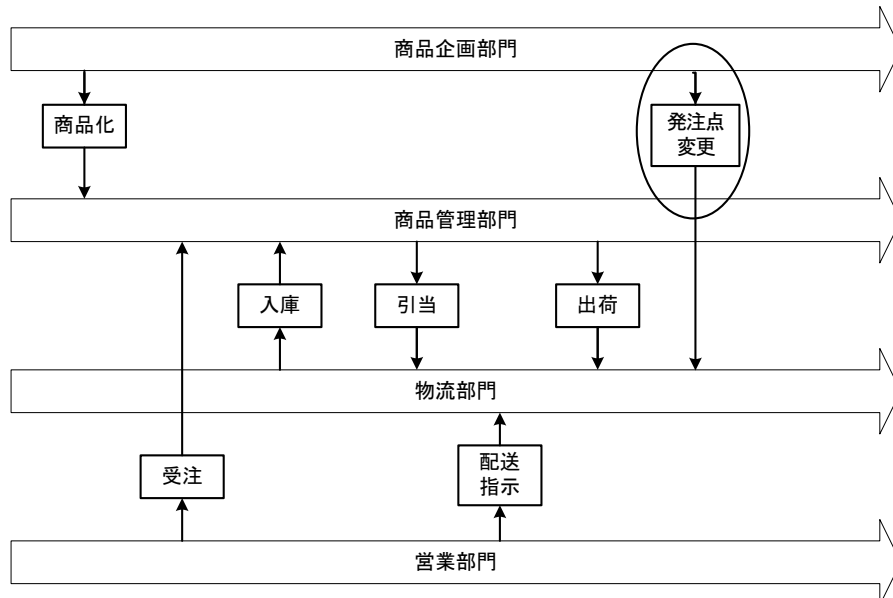 商品企画部門
商品化
発注点
変更
商品管理部門
入庫
引当
出荷
物流部門
受注
配送
指示
営業部門